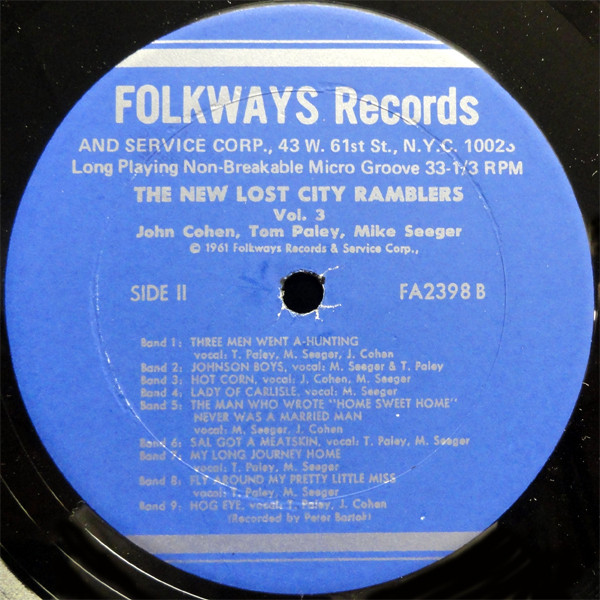 FOLKWAYS Records
AND SERVICE CORP., 43 W. 61st St., N.Y.C. 10023
Long Playing Non-Breakable Micro Groove 33-1/3 RPM
THE NEW LOST CITY RAMBLERS
Vol. 3
John Cohen, Tom Paley, Mike Seeger
© 1961 Folkways Records & Service Corp.,
SIDE II FA2398 B
Band 1: THREE MEN WENT A-HUNTING
vocal: T. Paley, M. Seeger, J. Cohen
Band 2: JOHNSON BOYS, vocal: M. Seeger & T. Paley
Band 3: HOT CORN, vocal: J. Cohen, M. Seeger
Band 4: LADY OF CARLISLE, vocal: M. Seeger
Band 5: THE MAN WHO WROTE "HOME SWEET HOME"
NEVER WAS A MARRIED MAN
vocal: M. Seeger, J. Cohen
Band 6: SAL GOT A MEATSKIN, vocal: T. Paley, M. Seeger
Band 7: MY LONG JOURNEY HOME
vocal: T. Paley, M. Seeger
Band 8: FLY AROUND MY PRETTY LITTLE MISS
vocal: T. Paley, M. Seeger
Band 9: HOG EYE, vocal: T. Paley, J. Cohen
(Recorded by Peter Bartok)